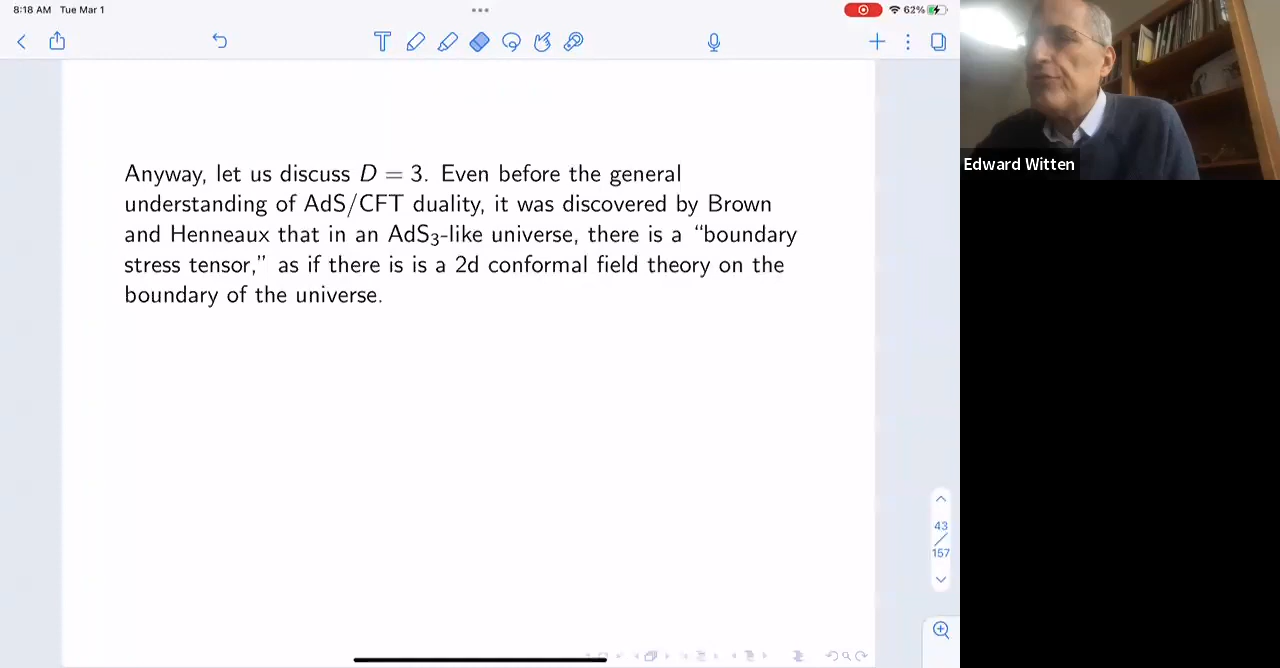 8:18 AM Tue Mar 1
62%
Anyway, let us discuss D = 3. Even before the general
understanding of AdS/CFT duality, it was discovered by Brown
and Henneaux that in an AdS₃-like universe, there is a “boundary
stress tensor,” as if there is is a 2d conformal field theory on the
boundary of the universe.
Edward Witten
43
157